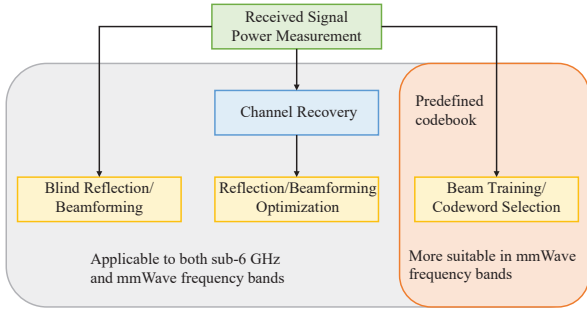 Received Signal
Power Measurement
Predefined
codebook
Channel Recovery
Blind Reflection/
Beamforming
Reflection/Beamforming
Optimization
Beam Training/
Codeword Selection
Applicable to both sub-6 GHz
and mmWave frequency bands
More suitable in mmWave
frequency bands